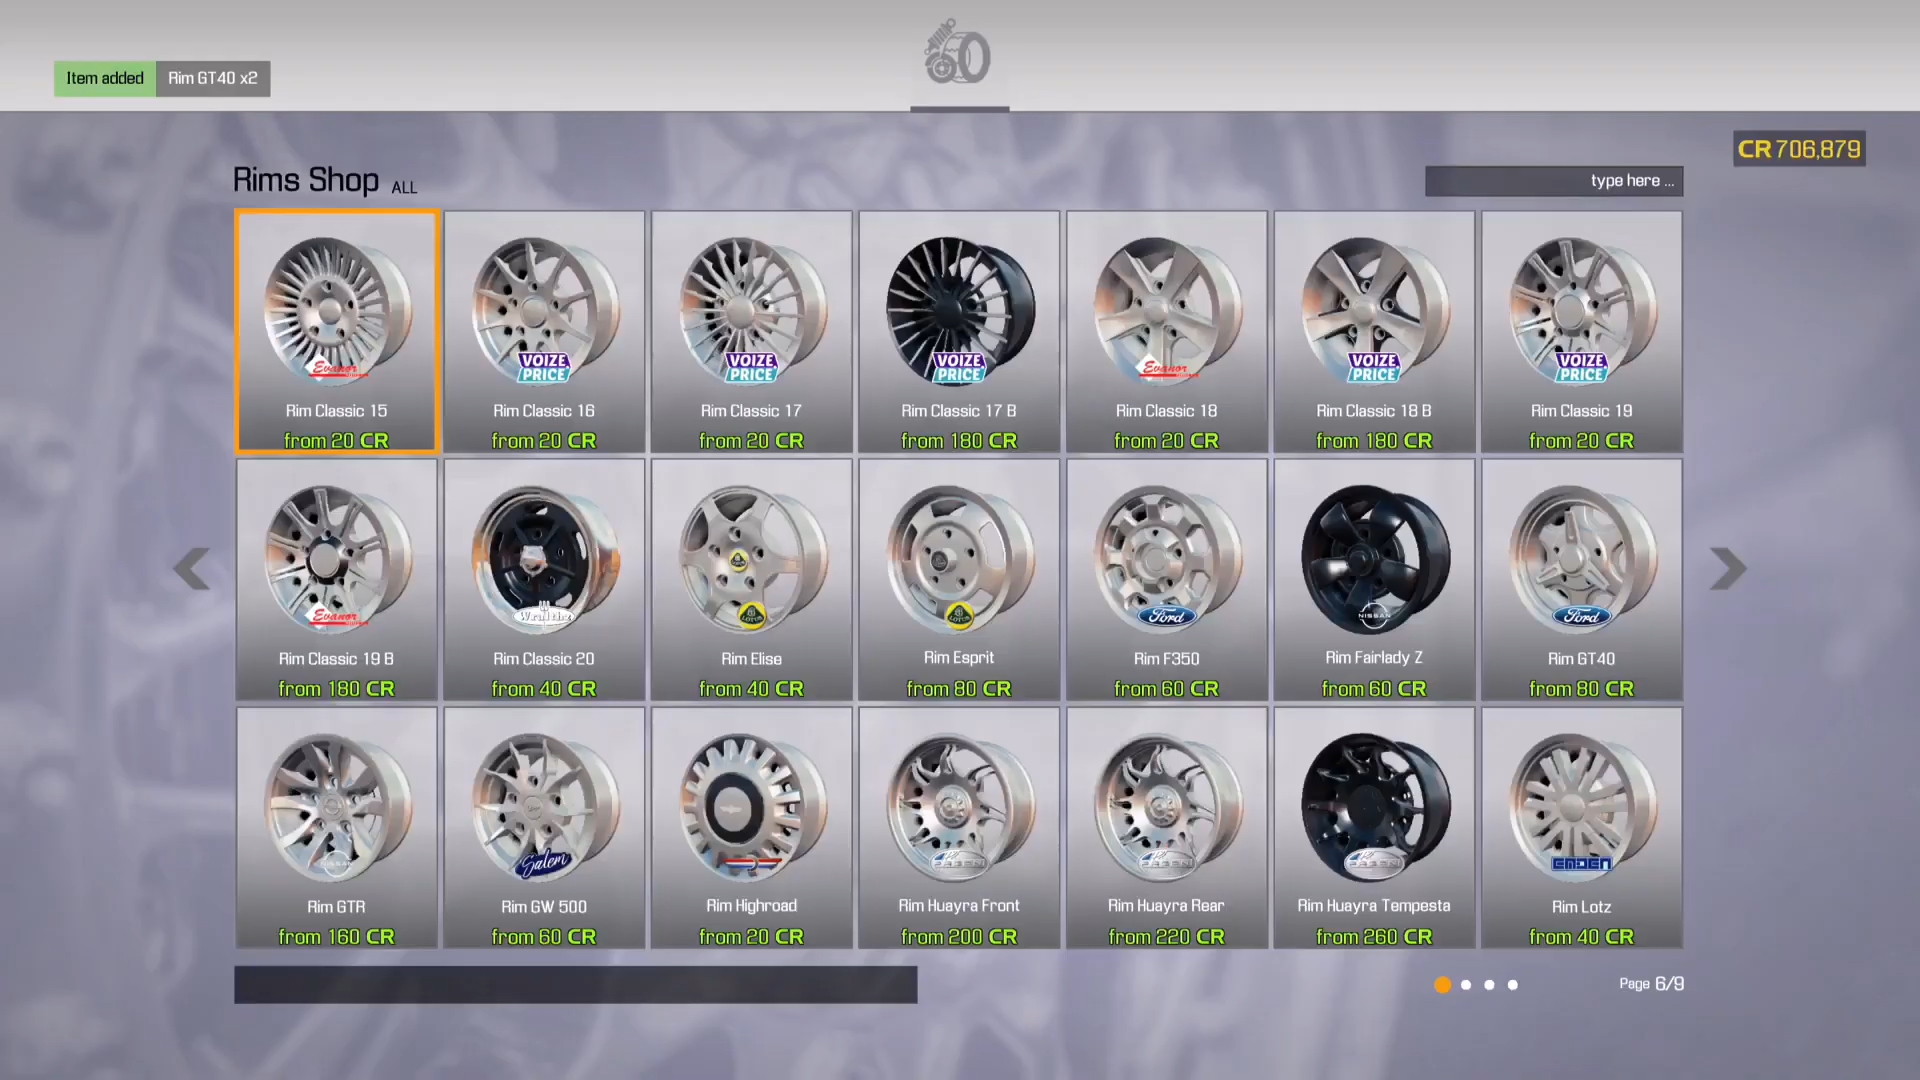 Item added Rim GT40 x2
CR 706,879
Rims Shop ALL
type here ...
Evanor
VOIZE PRICE
VOIZE PRICE
VOIZE PRICE
Evanor
VOIZE PRICE
VOIZE PRICE
Rim Classic 15
Rim Classic 16
Rim Classic 17
Rim Classic 17 B
Rim Classic 18
Rim Classic 18 B
Rim Classic 19
from 20 CR
from 20 CR
from 20 CR
from 180 CR
from 20 CR
from 180 CR
from 20 CR
Evanor
LOTUS
LOTUS
Ford
NISSAN
Ford
Rim Classic 19 B
Rim Classic 20
Rim Elise
Rim Esprit
Rim F350
Rim Fairlady Z
Rim GT40
from 180 CR
from 40 CR
from 40 CR
from 80 CR
from 60 CR
from 60 CR
from 80 CR
NISSAN
Salem
Rim GTR
Rim GW 500
Rim Highroad
Rim Huayra Front
Rim Huayra Rear
Rim Huayra Tempesta
Rim Lotz
from 160 CR
from 60 CR
from 20 CR
from 200 CR
from 220 CR
from 260 CR
from 40 CR
Page 6/9